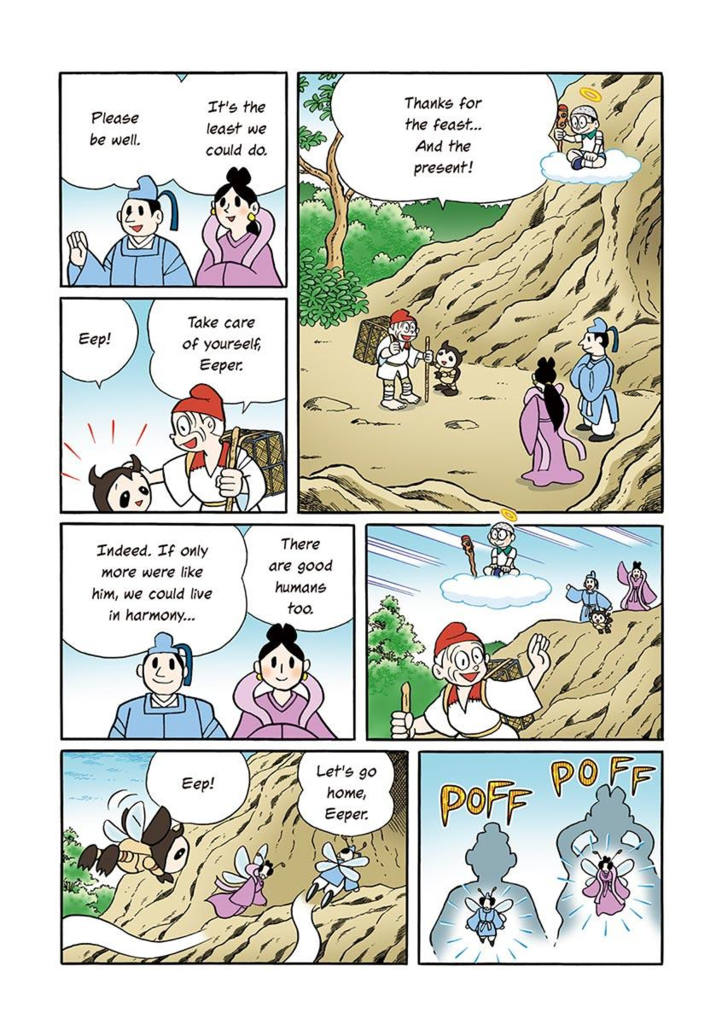 Thanks for
the feast...
And the
present!
It's the
least we
could do.
Please
be well.
Take care
of yourself,
Eeper.
Eep!
There
are good
humans
too.
Indeed. If only
more were like
him, we could live
in harmony...
POFF
POFF
Let's go
home,
Eeper.
Eep!